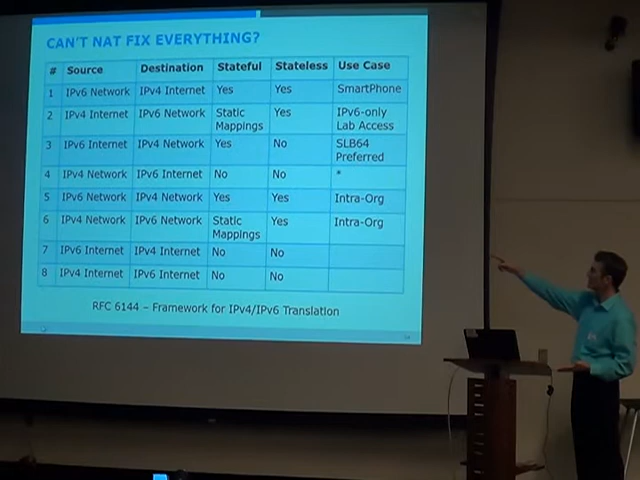 CAN'T NAT FIX EVERYTHING?
# Source Destination Stateful Stateless Use Case
1 IPv6 Network IPv4 Internet Yes Yes SmartPhone
2 IPv4 Internet IPv6 Network Static Mappings Yes IPv6-only Lab Access
3 IPv6 Internet IPv4 Network Yes No SLB64 Preferred
4 IPv4 Network IPv6 Internet No No *
5 IPv6 Network IPv4 Network Yes Yes Intra-Org
6 IPv4 Network IPv6 Network Static Mappings Yes Intra-Org
7 IPv6 Internet IPv4 Internet No No
8 IPv4 Internet IPv6 Internet No No
RFC 6144 – Framework for IPv4/IPv6 Translation